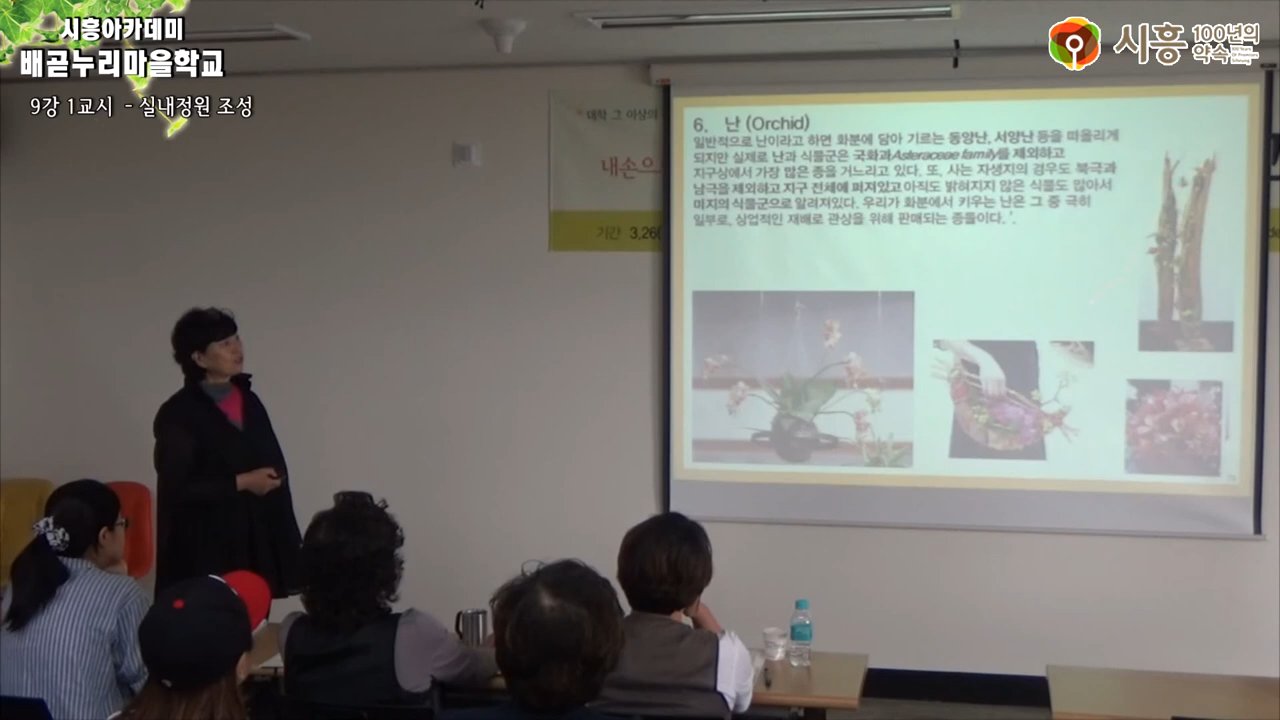 시흥아카데미
배곧누리마을학교
9강 1교시 - 실내정원 조성
시흥 100년의 약속
대학 그 이상의
내손으
기간 3,26
6. 난 (Orchid)
일반적으로 난이라고 하면 화분에 담아 기르는 동양난, 서양난 등을 떠올리게
되지만 실제로 난과 식물군은 국화과Asteraceae family를 제외하고
지구상에서 가장 많은 종을 거느리고 있다. 또, 사는 자생지의 경우도 북극과
남극을 제외하고 지구 전체에 퍼져있고 아직도 밝혀지지 않은 식물도 많아서
미지의 식물군으로 알려져있다. 우리가 화분에서 키우는 난은 그 중 극히
일부로, 상업적인 재배로 관상을 위해 판매되는 종들이다. '.